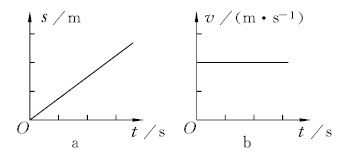 s / m
O
t / s
a
v / (m · s⁻¹)
O
t / s
b